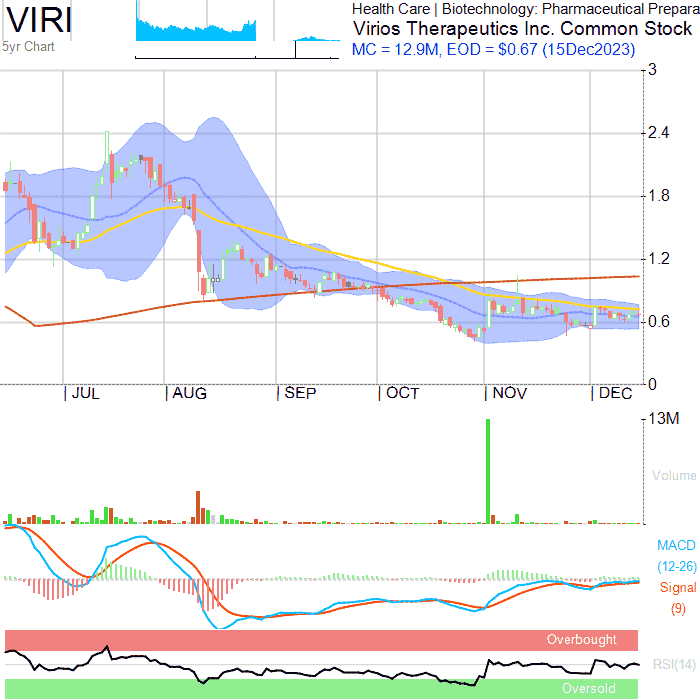 VIRI
5yr Chart
Health Care | Biotechnology: Pharmaceutical Prepara
Virios Therapeutics Inc. Common Stock
MC = 12.9M, EOD = $0.67 (15Dec2023)
3
2.4
1.8
1.2
0.6
0
JUL
AUG
SEP
OCT
NOV
DEC
13M
Volume
MACD
(12-26)
Signal
(9)
Overbought
RSI(14)
Oversold